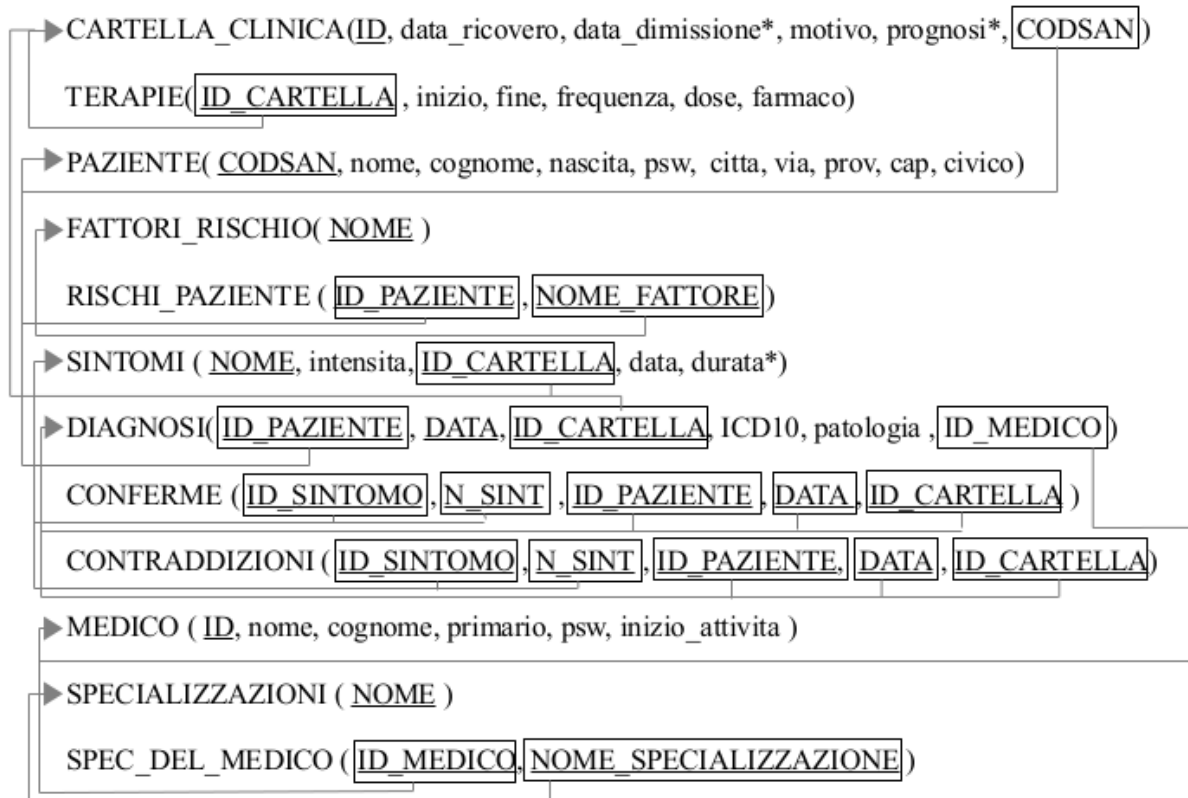 CARTELLA_CLINICA(ID, data_ricovero, data_dimissione*, motivo, prognosi*, CODSAN )
TERAPIE( ID_CARTELLA , inizio, fine, frequenza, dose, farmaco)
PAZIENTE( CODSAN, nome, cognome, nascita, psw, citta, via, prov, cap, civico)
FATTORI_RISCHIO( NOME )
RISCHI_PAZIENTE ( ID_PAZIENTE , NOME_FATTORE )
SINTOMI ( NOME, intensita, ID_CARTELLA, data, durata*)
DIAGNOSI( ID_PAZIENTE , DATA, ID_CARTELLA, ICD10, patologia , ID_MEDICO )
CONFERME ( ID_SINTOMO , N_SINT , ID_PAZIENTE , DATA , ID_CARTELLA )
CONTRADDIZIONI ( ID_SINTOMO , N_SINT , ID_PAZIENTE, DATA , ID_CARTELLA)
MEDICO ( ID, nome, cognome, primario, psw, inizio_attivita )
SPECIALIZZAZIONI ( NOME )
SPEC_DEL_MEDICO ( ID_MEDICO, NOME_SPECIALIZZAZIONE )